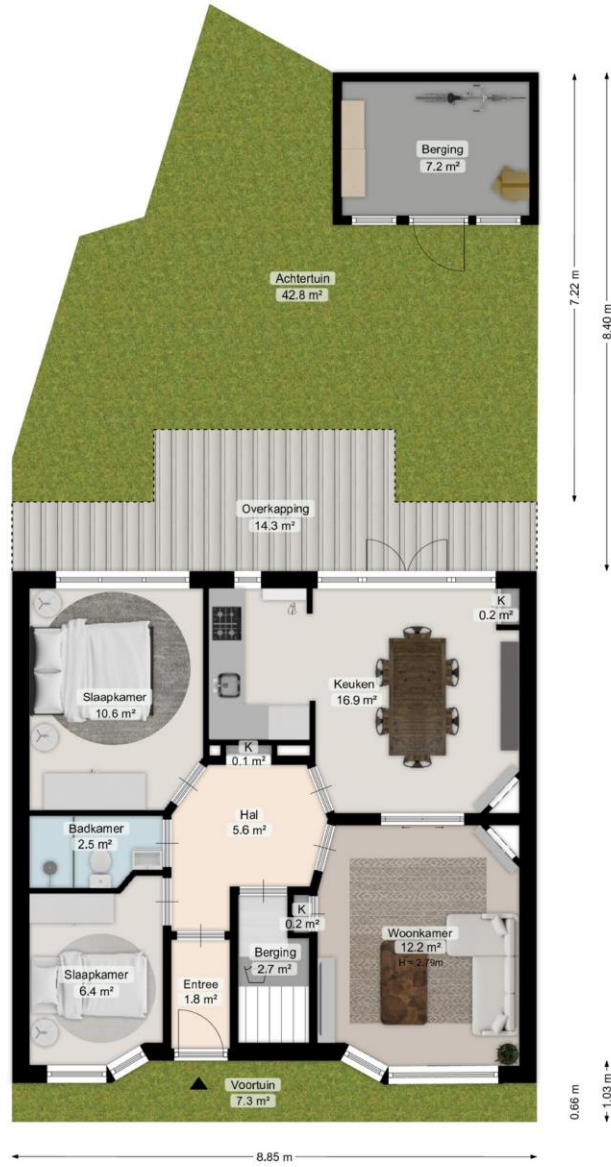 Berging
7.2 m²
7.22 m
8.40 m
Achtertuin
42.8 m²
Overkapping
14.3 m²
K
0.2 m²
Slaapkamer
10.6 m²
Keuken
16.9 m²
K
0.1 m²
Hal
5.6 m²
Badkamer
2.5 m²
K
0.2 m²
Woonkamer
12.2 m²
H = 2.79m
Berging
2.7 m²
Slaapkamer
6.4 m²
Entree
1.8 m²
Voortuin
7.3 m²
0.66 m
1.03 m
8.85 m